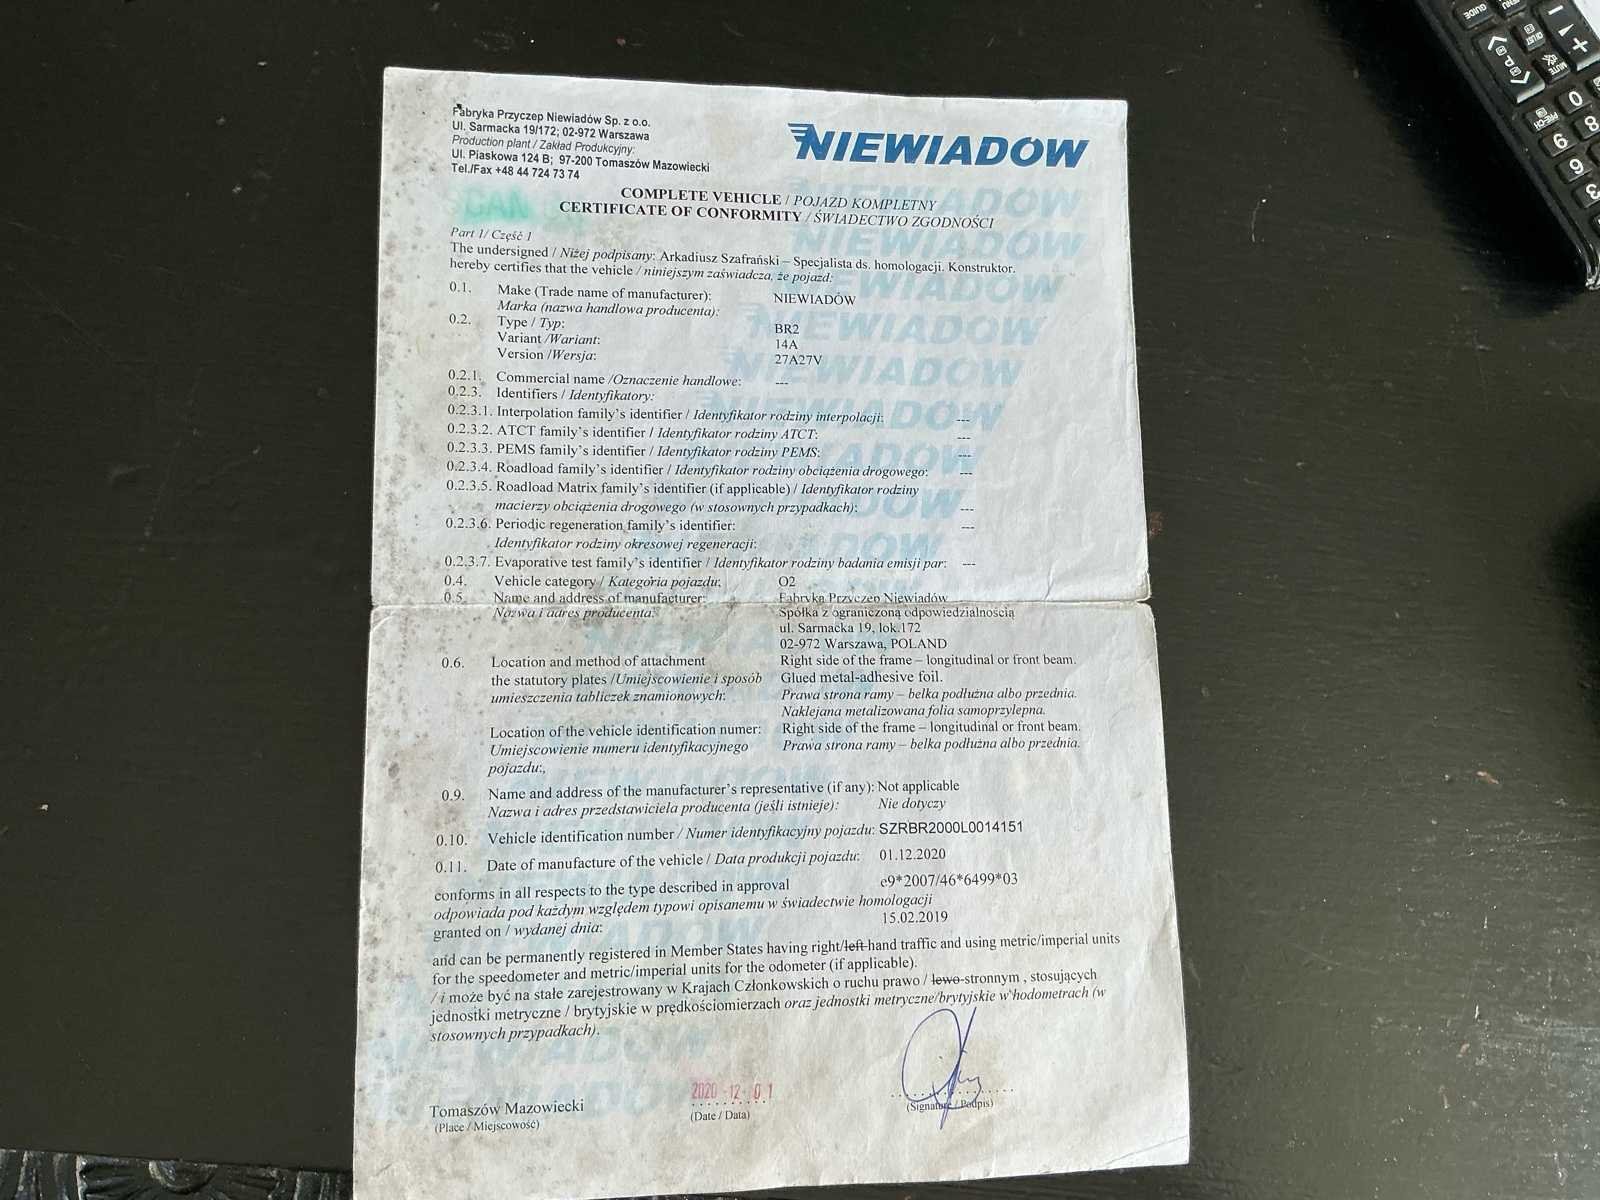 Fabryka Przyczep Niewiadów Sp. z o.o.
Ul. Sarmacka 19/172; 02-972 Warszawa
Production plant / Zakład Produkcyjny:
Ul. Piaskowa 124 B; 97-200 Tomaszów Mazowiecki
Tel./Fax +48 44 724 73 74
NIEWIADÓW
COMPLETE VEHICLE / POJAZD KOMPLETNY
CERTIFICATE OF CONFORMITY / ŚWIADECTWO ZGODNOŚCI
Part 1/ Część 1
The undersigned / Niżej podpisany: Arkadiusz Szafrański – Specjalista ds. homologacji. Konstruktor.
hereby certifies that the vehicle / niniejszym zaświadcza, że pojazd:
0.1. Make (Trade name of manufacturer): NIEWIADÓW
Marka (nazwa handlowa producenta):
0.2. Type / Typ: BR2
Variant /Wariant: 14A
Version /Wersja: 27A27V
0.2.1. Commercial name /Oznaczenie handlowe: ---
0.2.3. Identifiers / Identyfikatory:
0.2.3.1. Interpolation family's identifier / Identyfikator rodziny interpolacji: ---
0.2.3.2. ATCT family's identifier / Identyfikator rodziny ATCT: ---
0.2.3.3. PEMS family's identifier / Identyfikator rodziny PEMS: ---
0.2.3.4. Roadload family's identifier / Identyfikator rodziny obciążenia drogowego: ---
0.2.3.5. Roadload Matrix family's identifier (if applicable) / Identyfikator rodziny
macierzy obciążenia drogowego (w stosownych przypadkach): ---
0.2.3.6. Periodic regeneration family's identifier: ---
Identyfikator rodziny okresowej regeneracji:
0.2.3.7. Evaporative test family's identifier / Identyfikator rodziny badania emisji par: ---
0.4. Vehicle category / Kategoria pojazdu: O2
0.5. Name and address of manufacturer: Fabryka Przyczep Niewiadów
Nazwa i adres producenta: Spółka z ograniczoną odpowiedzialnością
ul. Sarmacka 19, lok.172
02-972 Warszawa, POLAND
0.6. Location and method of attachment Right side of the frame – longitudinal or front beam.
the statutory plates /Umiejscowienie i sposób Glued metal-adhesive foil.
umieszczenia tabliczek znamionowych: Prawa strona ramy – belka podłużna albo przednia.
Naklejana metalizowana folia samoprzylepna.
Location of the vehicle identification numer: Right side of the frame – longitudinal or front beam.
Umiejscowienie numeru identyfikacyjnego Prawa strona ramy – belka podłużna albo przednia.
pojazdu:,
0.9. Name and address of the manufacturer's representative (if any): Not applicable
Nazwa i adres przedstawiciela producenta (jeśli istnieje): Nie dotyczy
0.10. Vehicle identification number / Numer identyfikacyjny pojazdu: SZRBR2000L0014151
0.11. Date of manufacture of the vehicle / Data produkcji pojazdu: 01.12.2020
conforms in all respects to the type described in approval e9*2007/46*6499*03
odpowiada pod każdym względem typowi opisanemu w świadectwie homologacji
granted on / wydanej dnia: 15.02.2019
and can be permanently registered in Member States having right/left hand traffic and using metric/imperial units
for the speedometer and metric/imperial units for the odometer (if applicable).
/ i może być na stałe zarejestrowany w Krajach Członkowskich o ruchu prawo / lewo-stronnym , stosujących
jednostki metryczne / brytyjskie w prędkościomierzach oraz jednostki metryczne/brytyjskie w hodometrach (w
stosownych przypadkach).
Tomaszów Mazowiecki
(Place / Miejscowość)
2020 -12- 01
(Date / Data)
(Signature / Podpis)
GUIDE
MUTE
PRE-CH
0
8
9
6
3